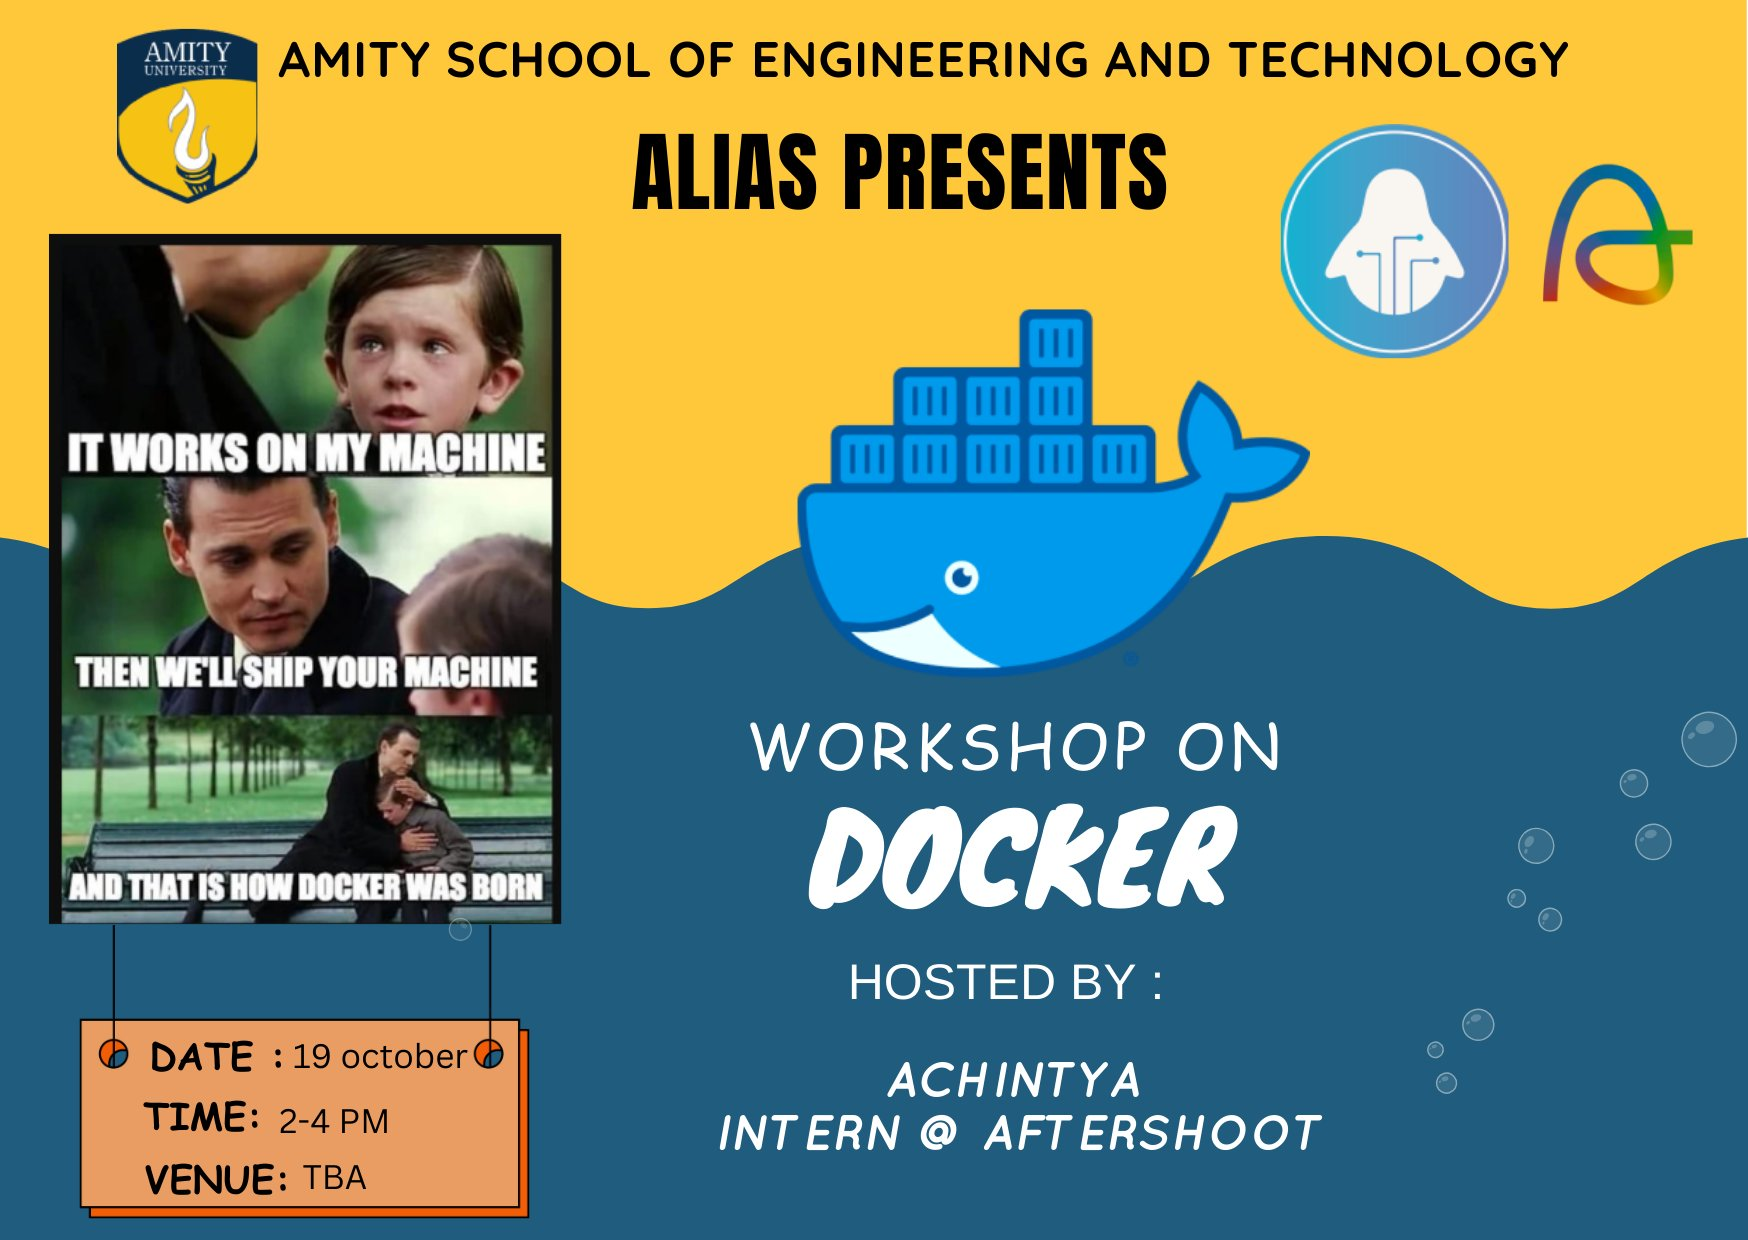 AMITY
UNIVERSITY
AMITY SCHOOL OF ENGINEERING AND TECHNOLOGY
ALIAS PRESENTS
IT WORKS ON MY MACHINE
THEN WE'LL SHIP YOUR MACHINE
AND THAT IS HOW DOCKER WAS BORN
WORKSHOP ON
DOCKER
HOSTED BY :
ACHINTYA
INTERN @ AFTERSHOOT
DATE : 19 october
TIME: 2-4 PM
VENUE: TBA